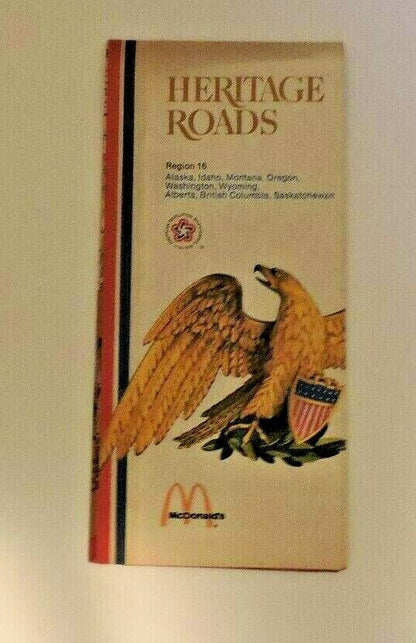 HERITAGE
ROADS
Region 16
Alaska, Idaho, Montana, Oregon,
Washington, Wyoming,
Alberta, British Columbia, Saskatchewan
McDonald's